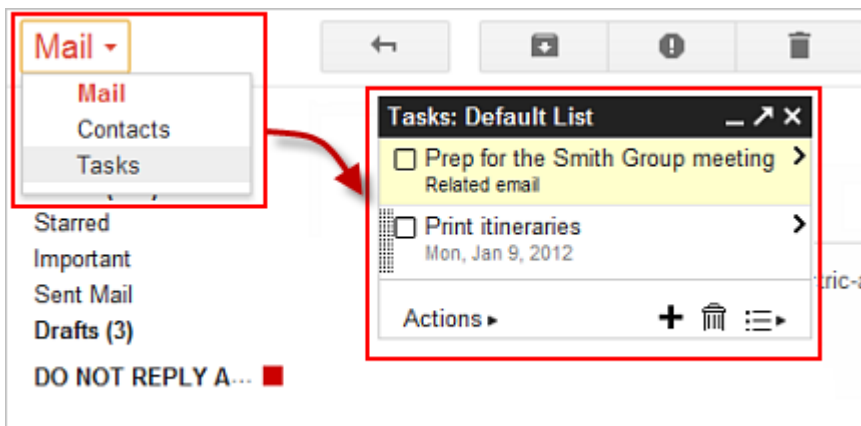 Mail
Mail
Contacts
Tasks
Starred
Important
Sent Mail
Drafts (3)
DO NOT REPLY A...
Tasks: Default List
Prep for the Smith Group meeting
Related email
Print itineraries
Mon, Jan 9, 2012
Actions